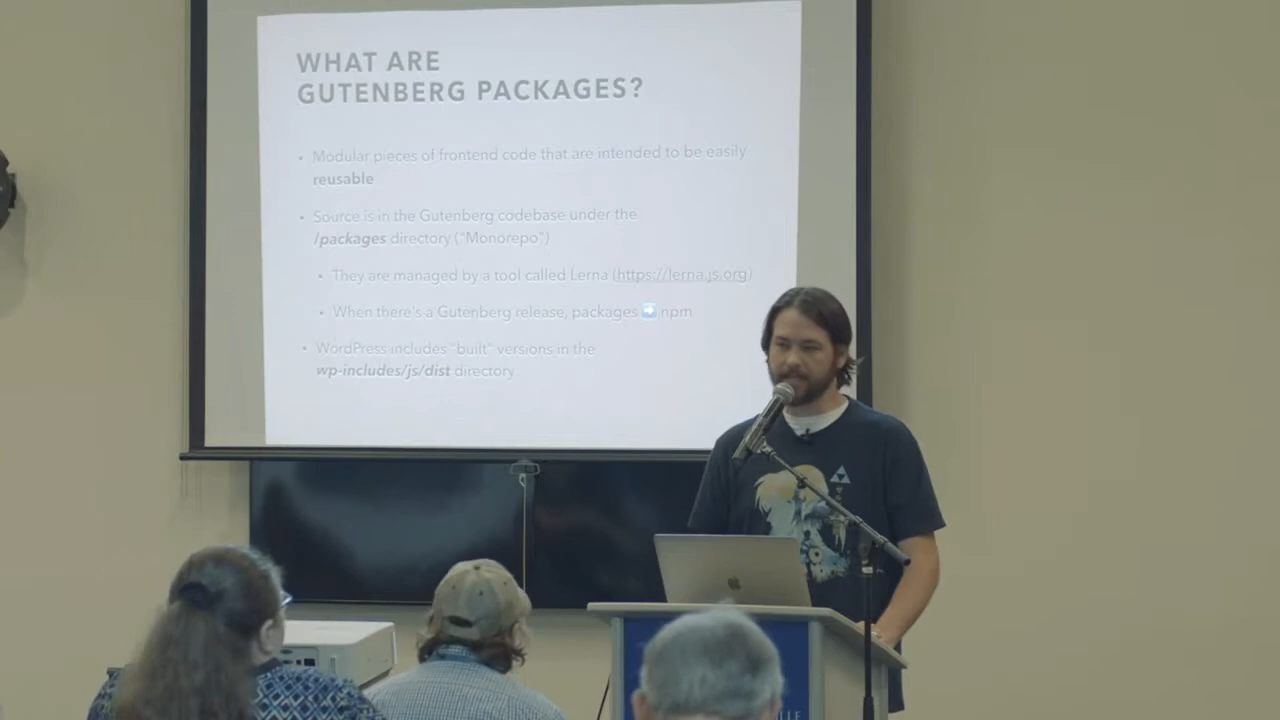 WHAT ARE
GUTENBERG PACKAGES?
• Modular pieces of frontend code that are intended to be easily
reusable
• Source is in the Gutenberg codebase under the
/packages directory ("Monorepo")
• They are managed by a tool called Lerna (https://lerna.js.org)
• When there's a Gutenberg release, packages ➡️ npm
• WordPress includes "built" versions in the
wp-includes/js/dist directory